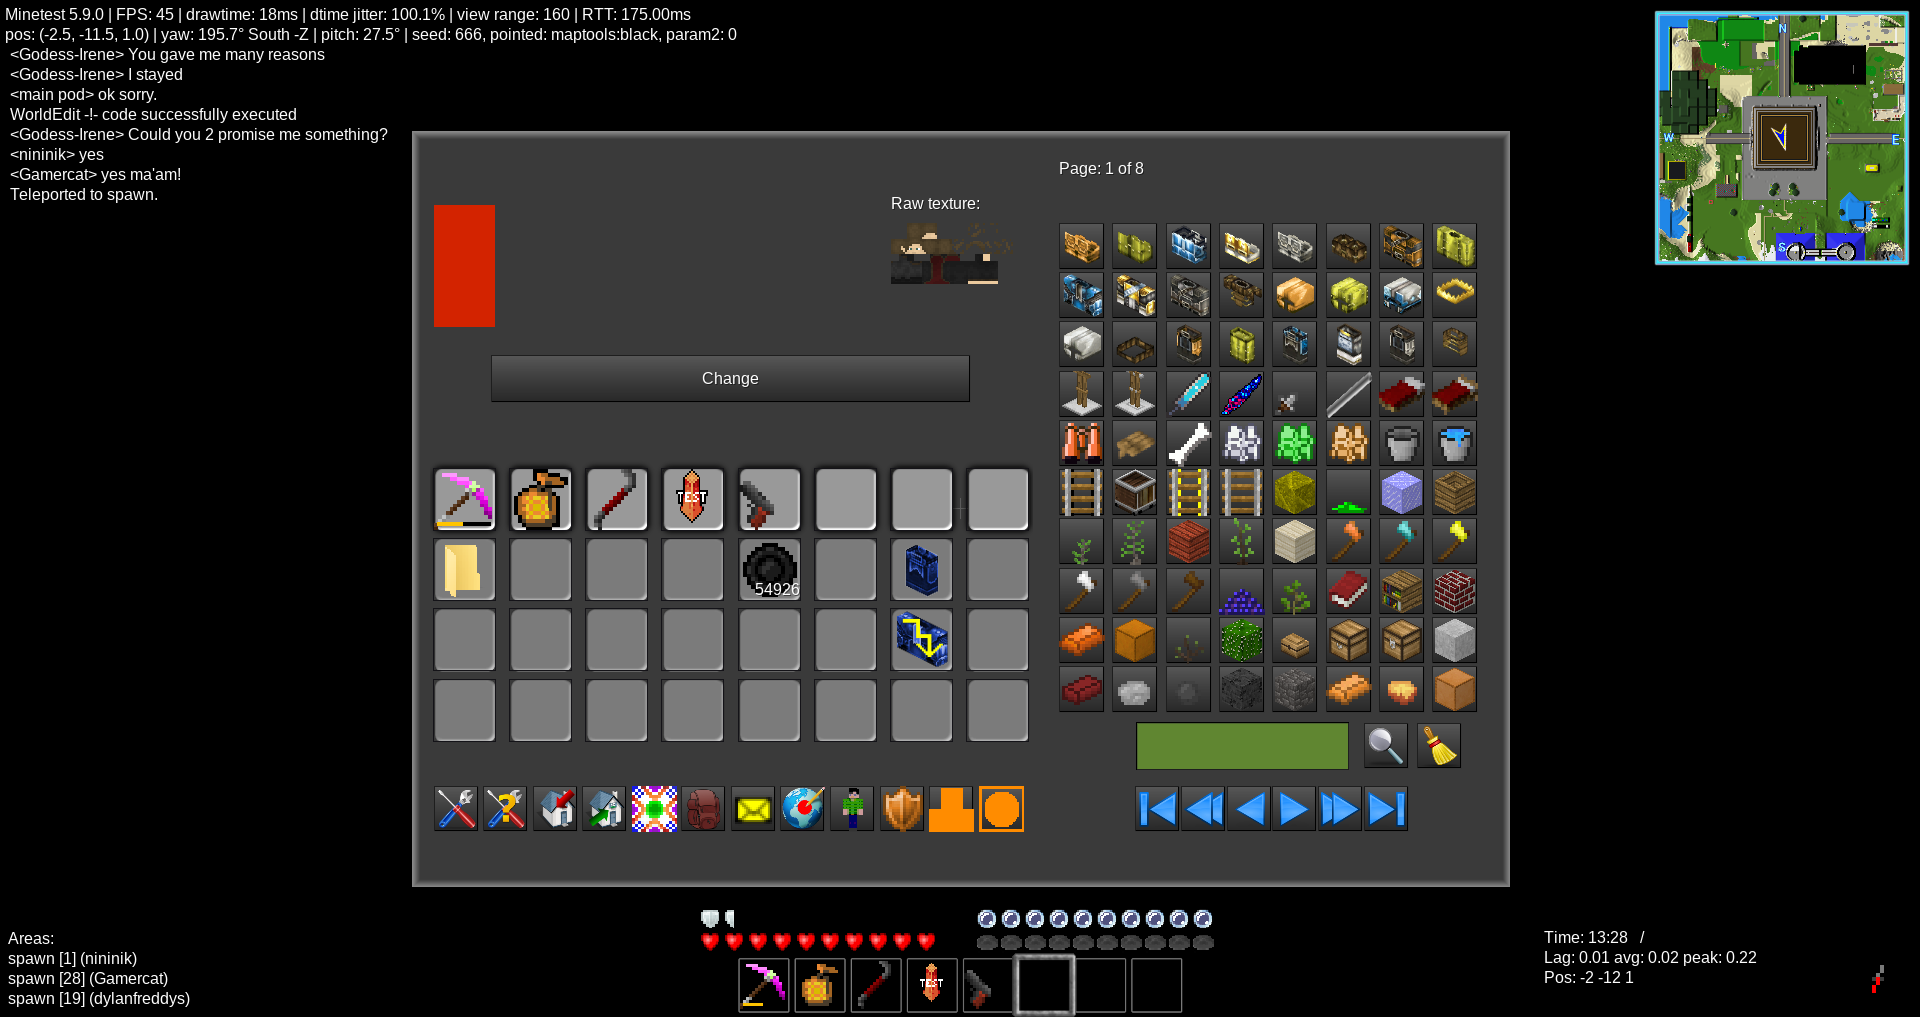 Minetest 5.9.0 | FPS: 45 | drawtime: 18ms | dtime jitter: 100.1% | view range: 160 | RTT: 175.00ms
pos: (-2.5, -11.5, 1.0) | yaw: 195.7° South -Z | pitch: 27.5° | seed: 666, pointed: maptools:black, param2: 0
<Godess-Irene> You gave me many reasons
<Godess-Irene> I stayed
<main pod> ok sorry.
WorldEdit -!- code successfully executed
<Godess-Irene> Could you 2 promise me something?
<nininik> yes
<Gamercat> yes ma'am!
Teleported to spawn.
N
W
E
S
Page: 1 of 8
Raw texture:
Change
TEST
54926
?
Areas:
spawn [1] (nininik)
spawn [28] (Gamercat)
spawn [19] (dylanfreddys)
TEST
Time: 13:28 /
Lag: 0.01 avg: 0.02 peak: 0.22
Pos: -2 -12 1